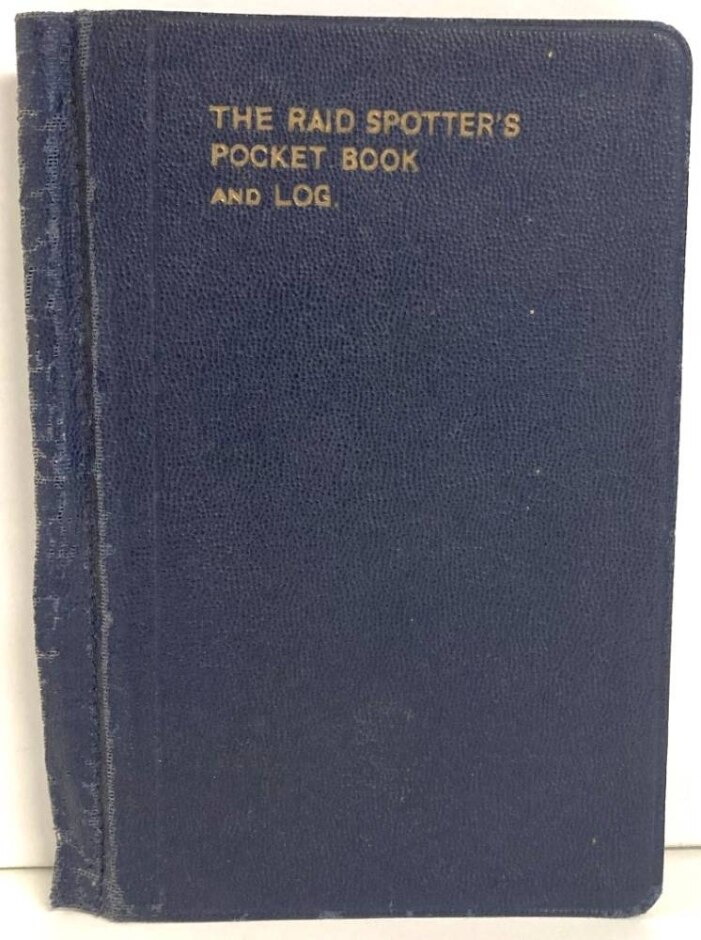 THE RAID SPOTTER'S
POCKET BOOK
AND LOG.